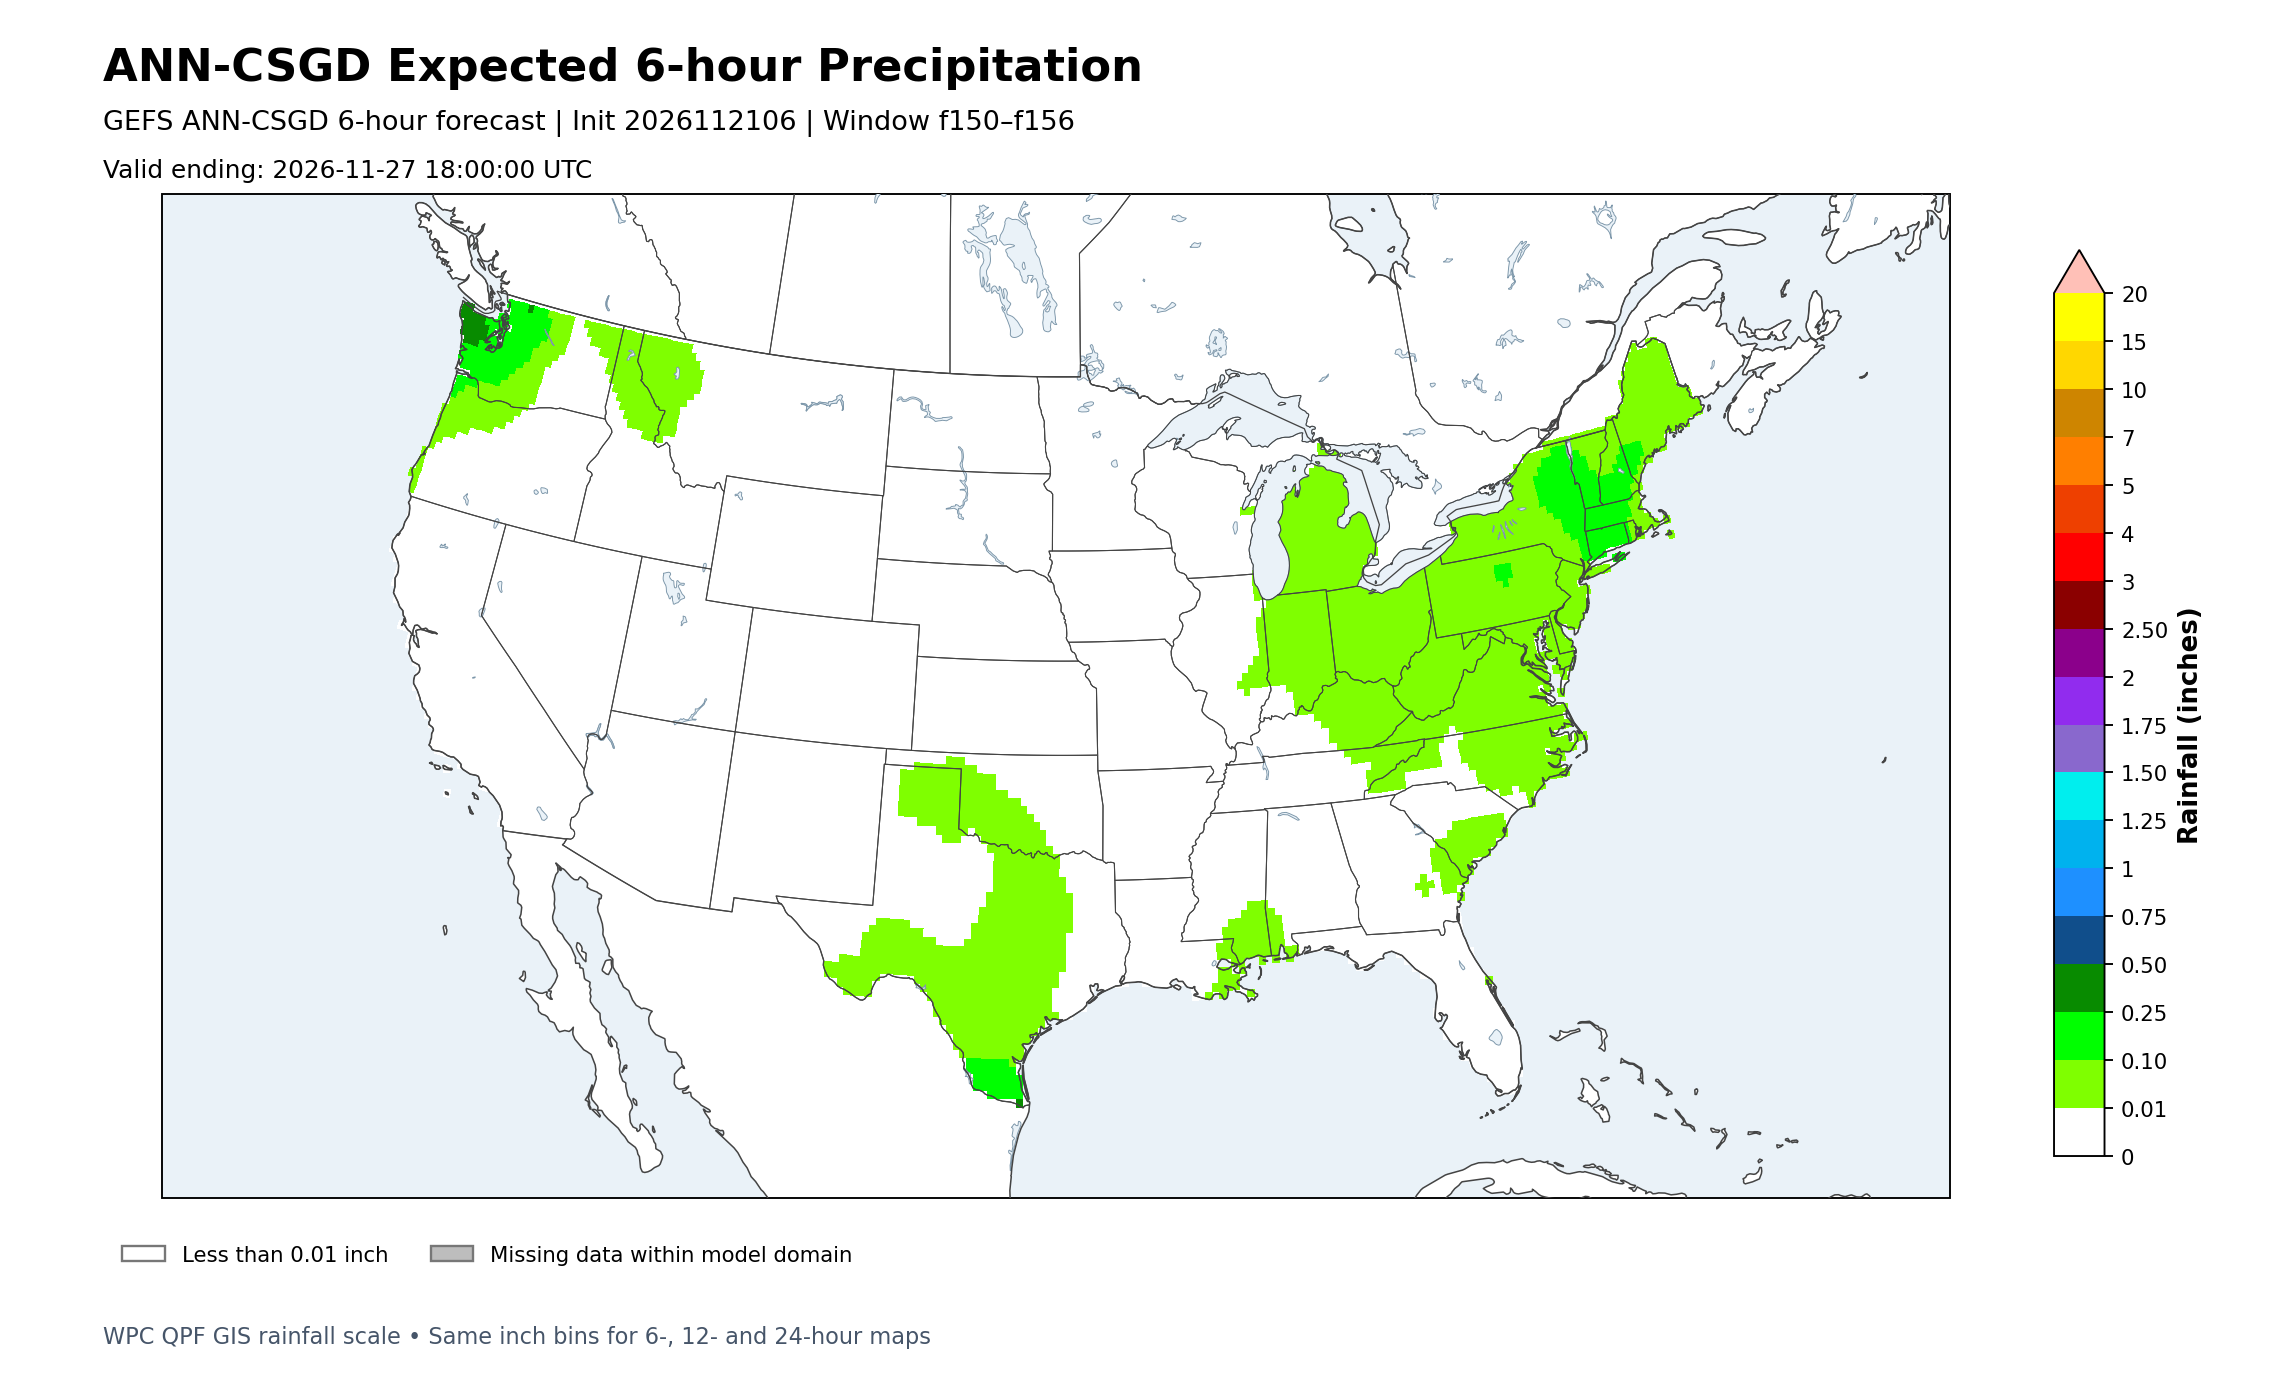 ANN-CSGD Expected 6-hour Precipitation
GEFS ANN-CSGD 6-hour forecast | Init 2026112106 | Window f150–f156
Valid ending: 2026-11-27 18:00:00 UTC
20
15
10
7
5
4
3
2.50
2
1.75
1.50
1.25
1
0.75
0.50
0.25
0.10
0.01
0
Rainfall (inches)
Less than 0.01 inch
Missing data within model domain
WPC QPF GIS rainfall scale • Same inch bins for 6-, 12- and 24-hour maps